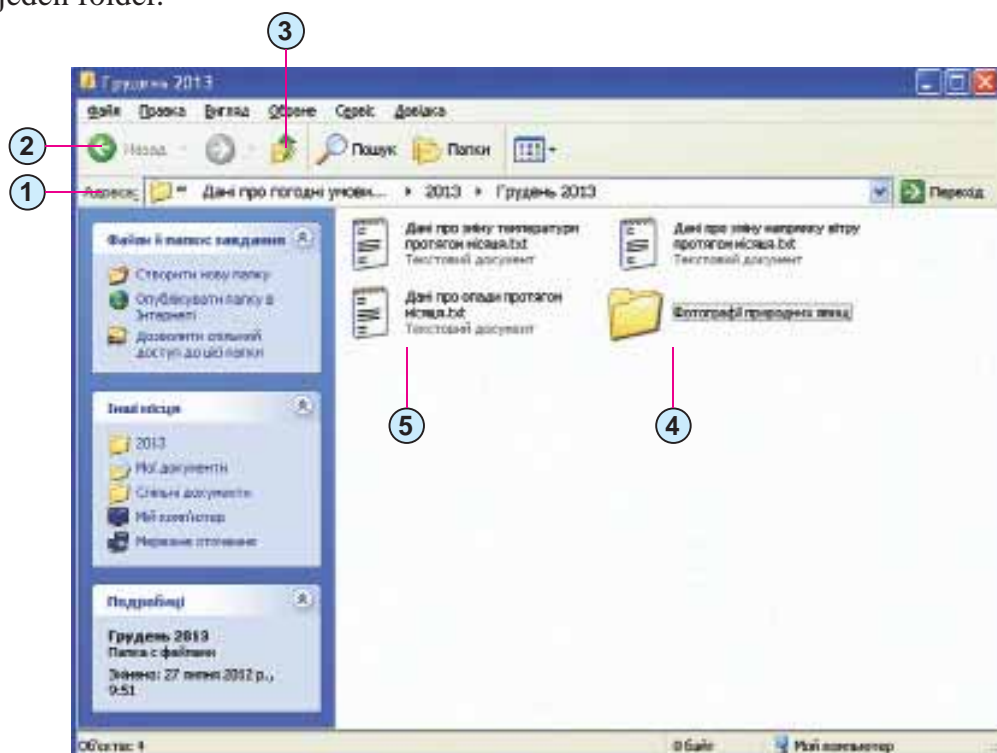 jeden folder.
3
Грудень 2013
Файл Правка Вигляд Обране Сервіс Довідка
2
Назад
Пошук
Папки
1
Адреса:
Дані про погодні умови...
2013
Грудень 2013
Перехід
Файли й папки: завдання
Створити нову папку
Опублікувати папку в
Інтернеті
Дозволити спільний
доступ до цієї папки
Дані про зміну температури
протягом місяця.txt
Текстовий документ
Дані про зміну напрямку вітру
протягом місяця.txt
Текстовий документ
Дані про опади протягом
місяця.txt
Текстовий документ
Фотографії природних явищ
5
4
Інші місця
2013
Мої документи
Спільні документи
Мій комп'ютер
Мережне оточення
Подробиці
Грудень 2013
Папка с файлами
Змінено: 27 липня 2012 р.,
9:51
Об'єктів: 4
0 байт
Мой компьютер